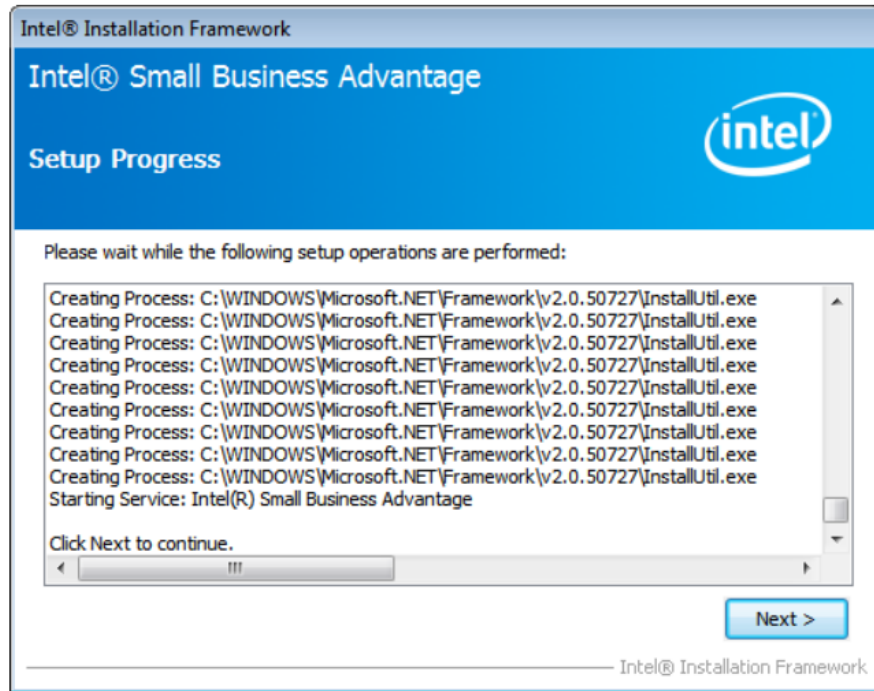 Intel® Installation Framework
Intel® Small Business Advantage
Setup Progress
intel
Please wait while the following setup operations are performed:
Creating Process: C:\WINDOWS\Microsoft.NET\Framework\v2.0.50727\InstallUtil.exe
Creating Process: C:\WINDOWS\Microsoft.NET\Framework\v2.0.50727\InstallUtil.exe
Creating Process: C:\WINDOWS\Microsoft.NET\Framework\v2.0.50727\InstallUtil.exe
Creating Process: C:\WINDOWS\Microsoft.NET\Framework\v2.0.50727\InstallUtil.exe
Creating Process: C:\WINDOWS\Microsoft.NET\Framework\v2.0.50727\InstallUtil.exe
Creating Process: C:\WINDOWS\Microsoft.NET\Framework\v2.0.50727\InstallUtil.exe
Creating Process: C:\WINDOWS\Microsoft.NET\Framework\v2.0.50727\InstallUtil.exe
Creating Process: C:\WINDOWS\Microsoft.NET\Framework\v2.0.50727\InstallUtil.exe
Creating Process: C:\WINDOWS\Microsoft.NET\Framework\v2.0.50727\InstallUtil.exe
Starting Service: Intel(R) Small Business Advantage
Click Next to continue.
Next >
Intel® Installation Framework